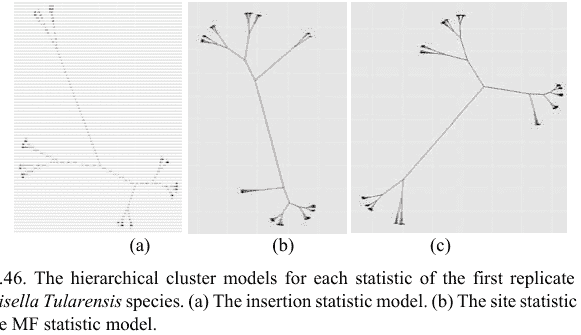 (a) (b) (c)
.46. The hierarchical cluster models for each statistic of the first replicate
isella Tularensis species. (a) The insertion statistic model. (b) The site statistic
e MF statistic model.